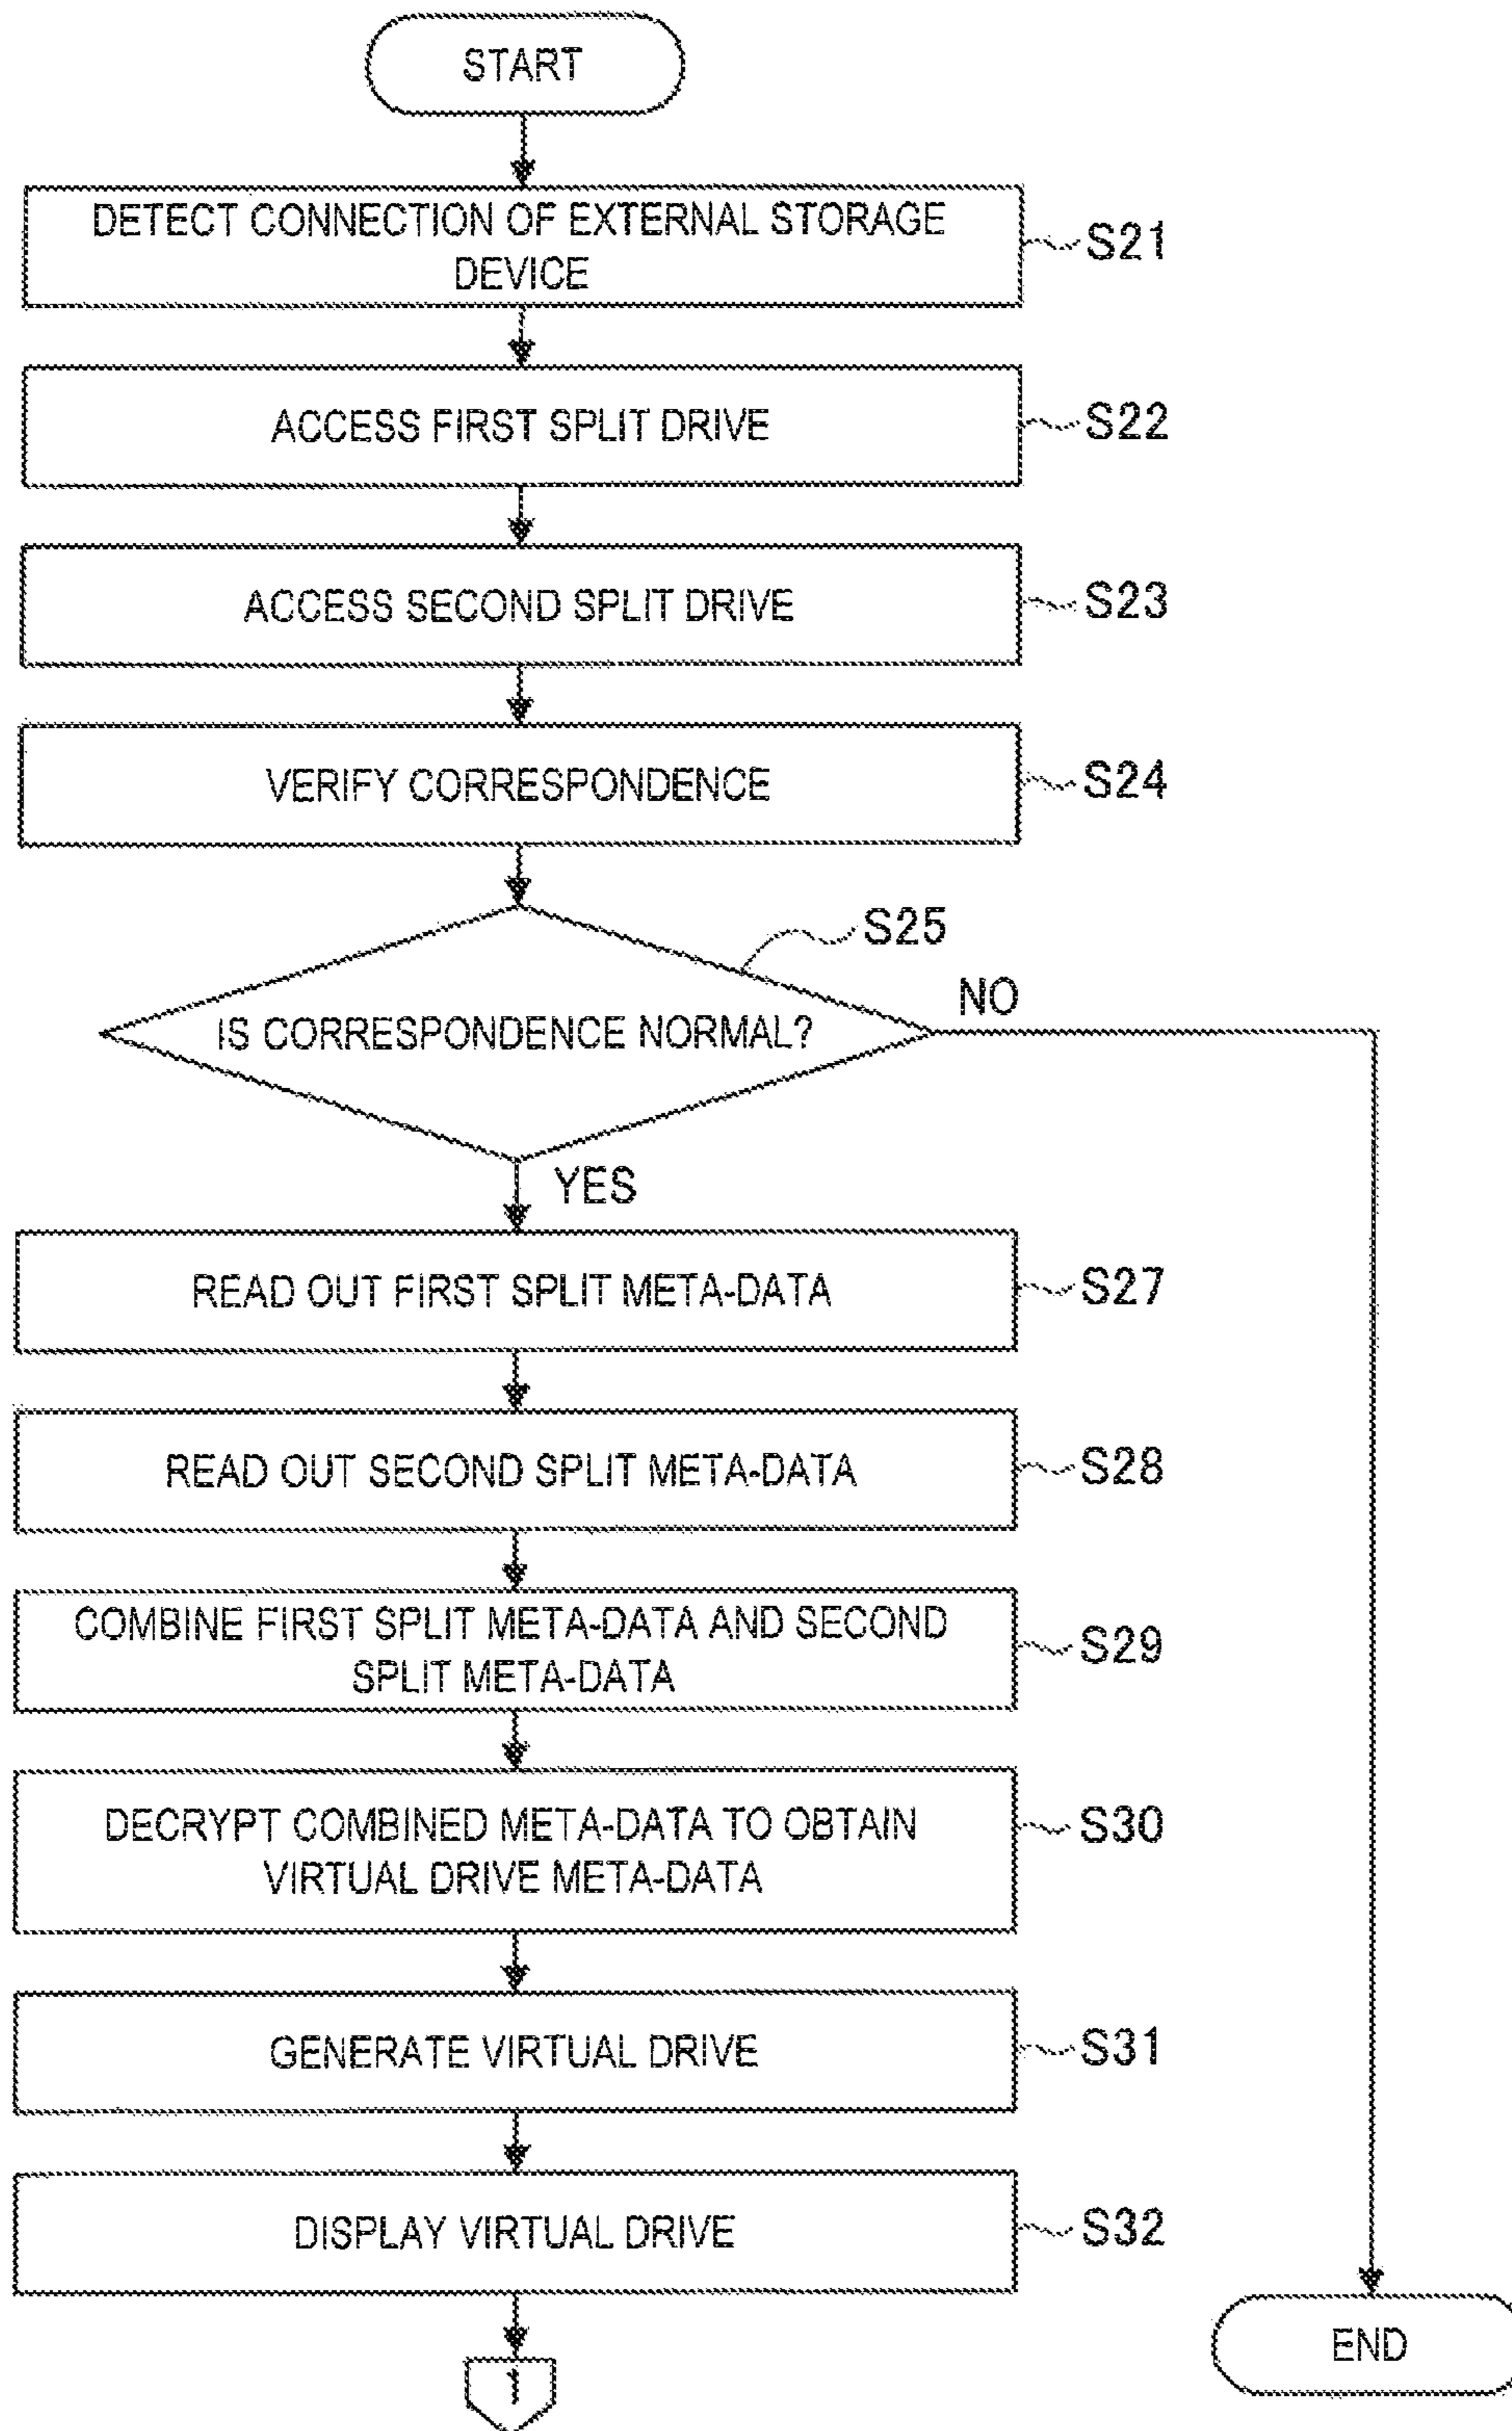 START
DETECT CONNECTION OF EXTERNAL STORAGE
DEVICE
S21
ACCESS FIRST SPLIT DRIVE
S22
ACCESS SECOND SPLIT DRIVE
S23
VERIFY CORRESPONDENCE
S24
S25
IS CORRESPONDENCE NORMAL?
NO
YES
READ OUT FIRST SPLIT META-DATA
S27
READ OUT SECOND SPLIT META-DATA
S28
COMBINE FIRST SPLIT META-DATA AND SECOND
SPLIT META-DATA
S29
DECRYPT COMBINED META-DATA TO OBTAIN
VIRTUAL DRIVE META-DATA
S30
GENERATE VIRTUAL DRIVE
S31
DISPLAY VIRTUAL DRIVE
S32
END
1